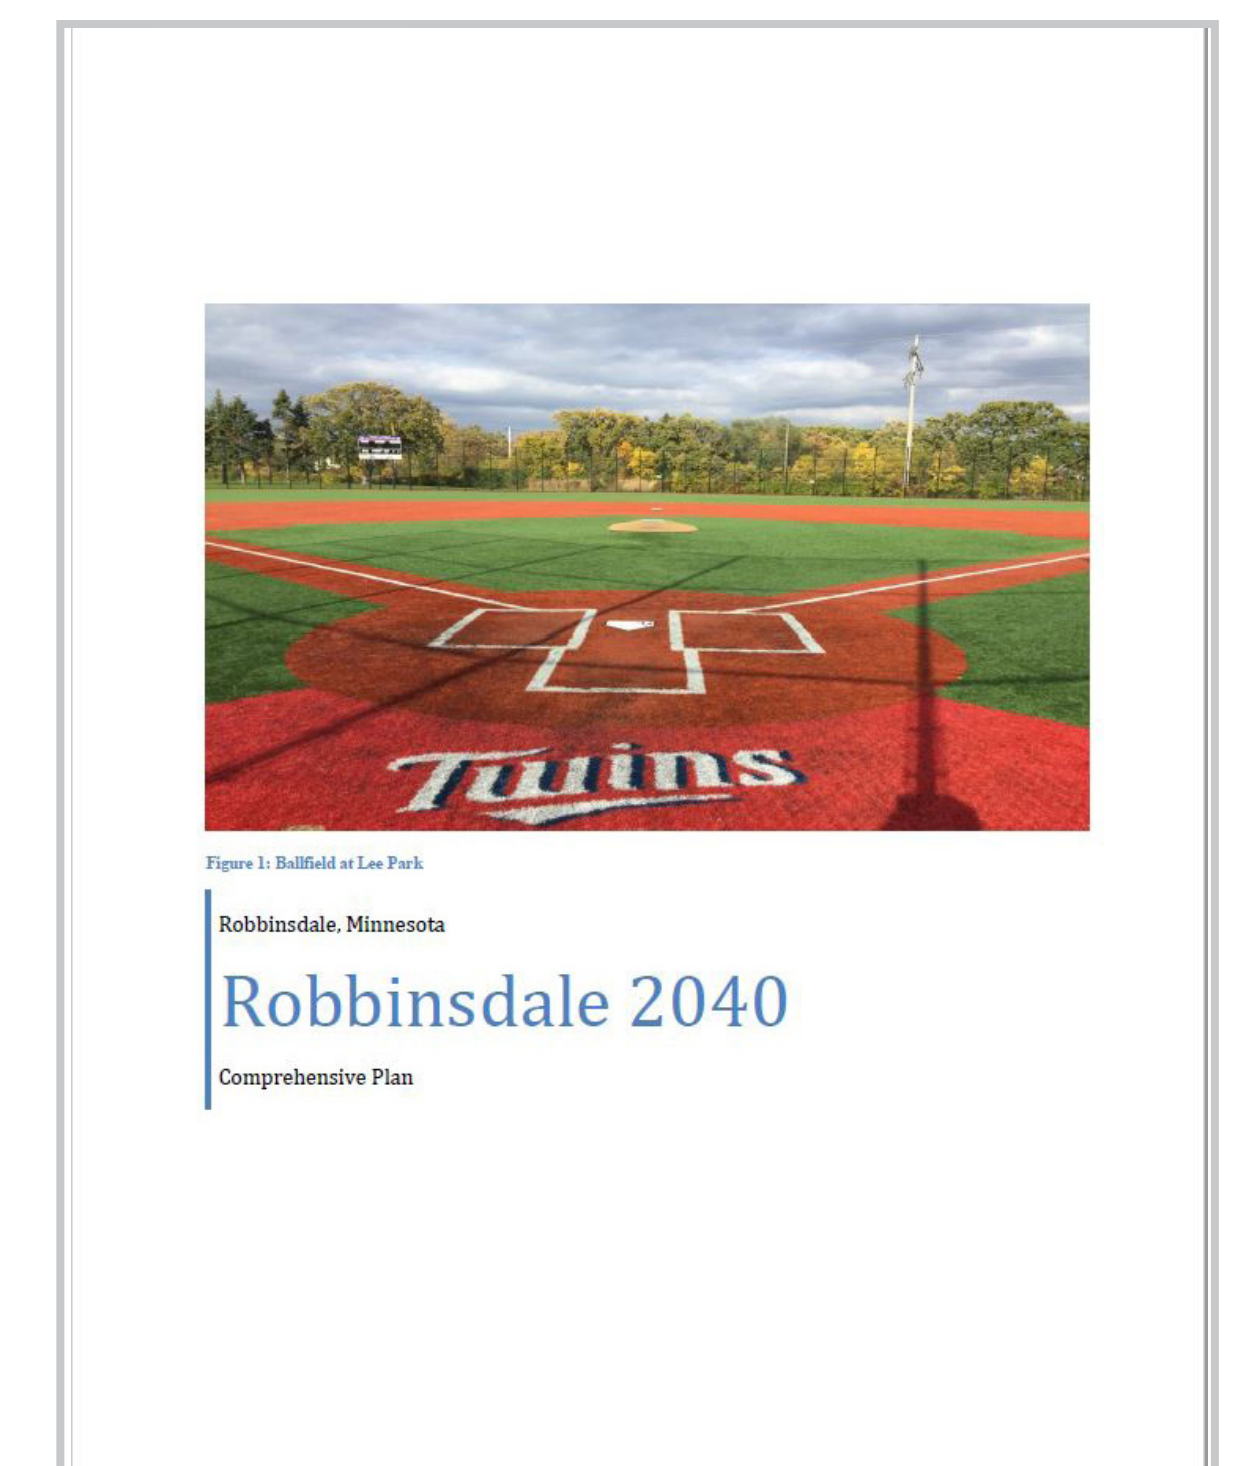 Twins
Figure 1: Ballfield at Lee Park
Robbinsdale, Minnesota
Robbinsdale 2040
Comprehensive Plan